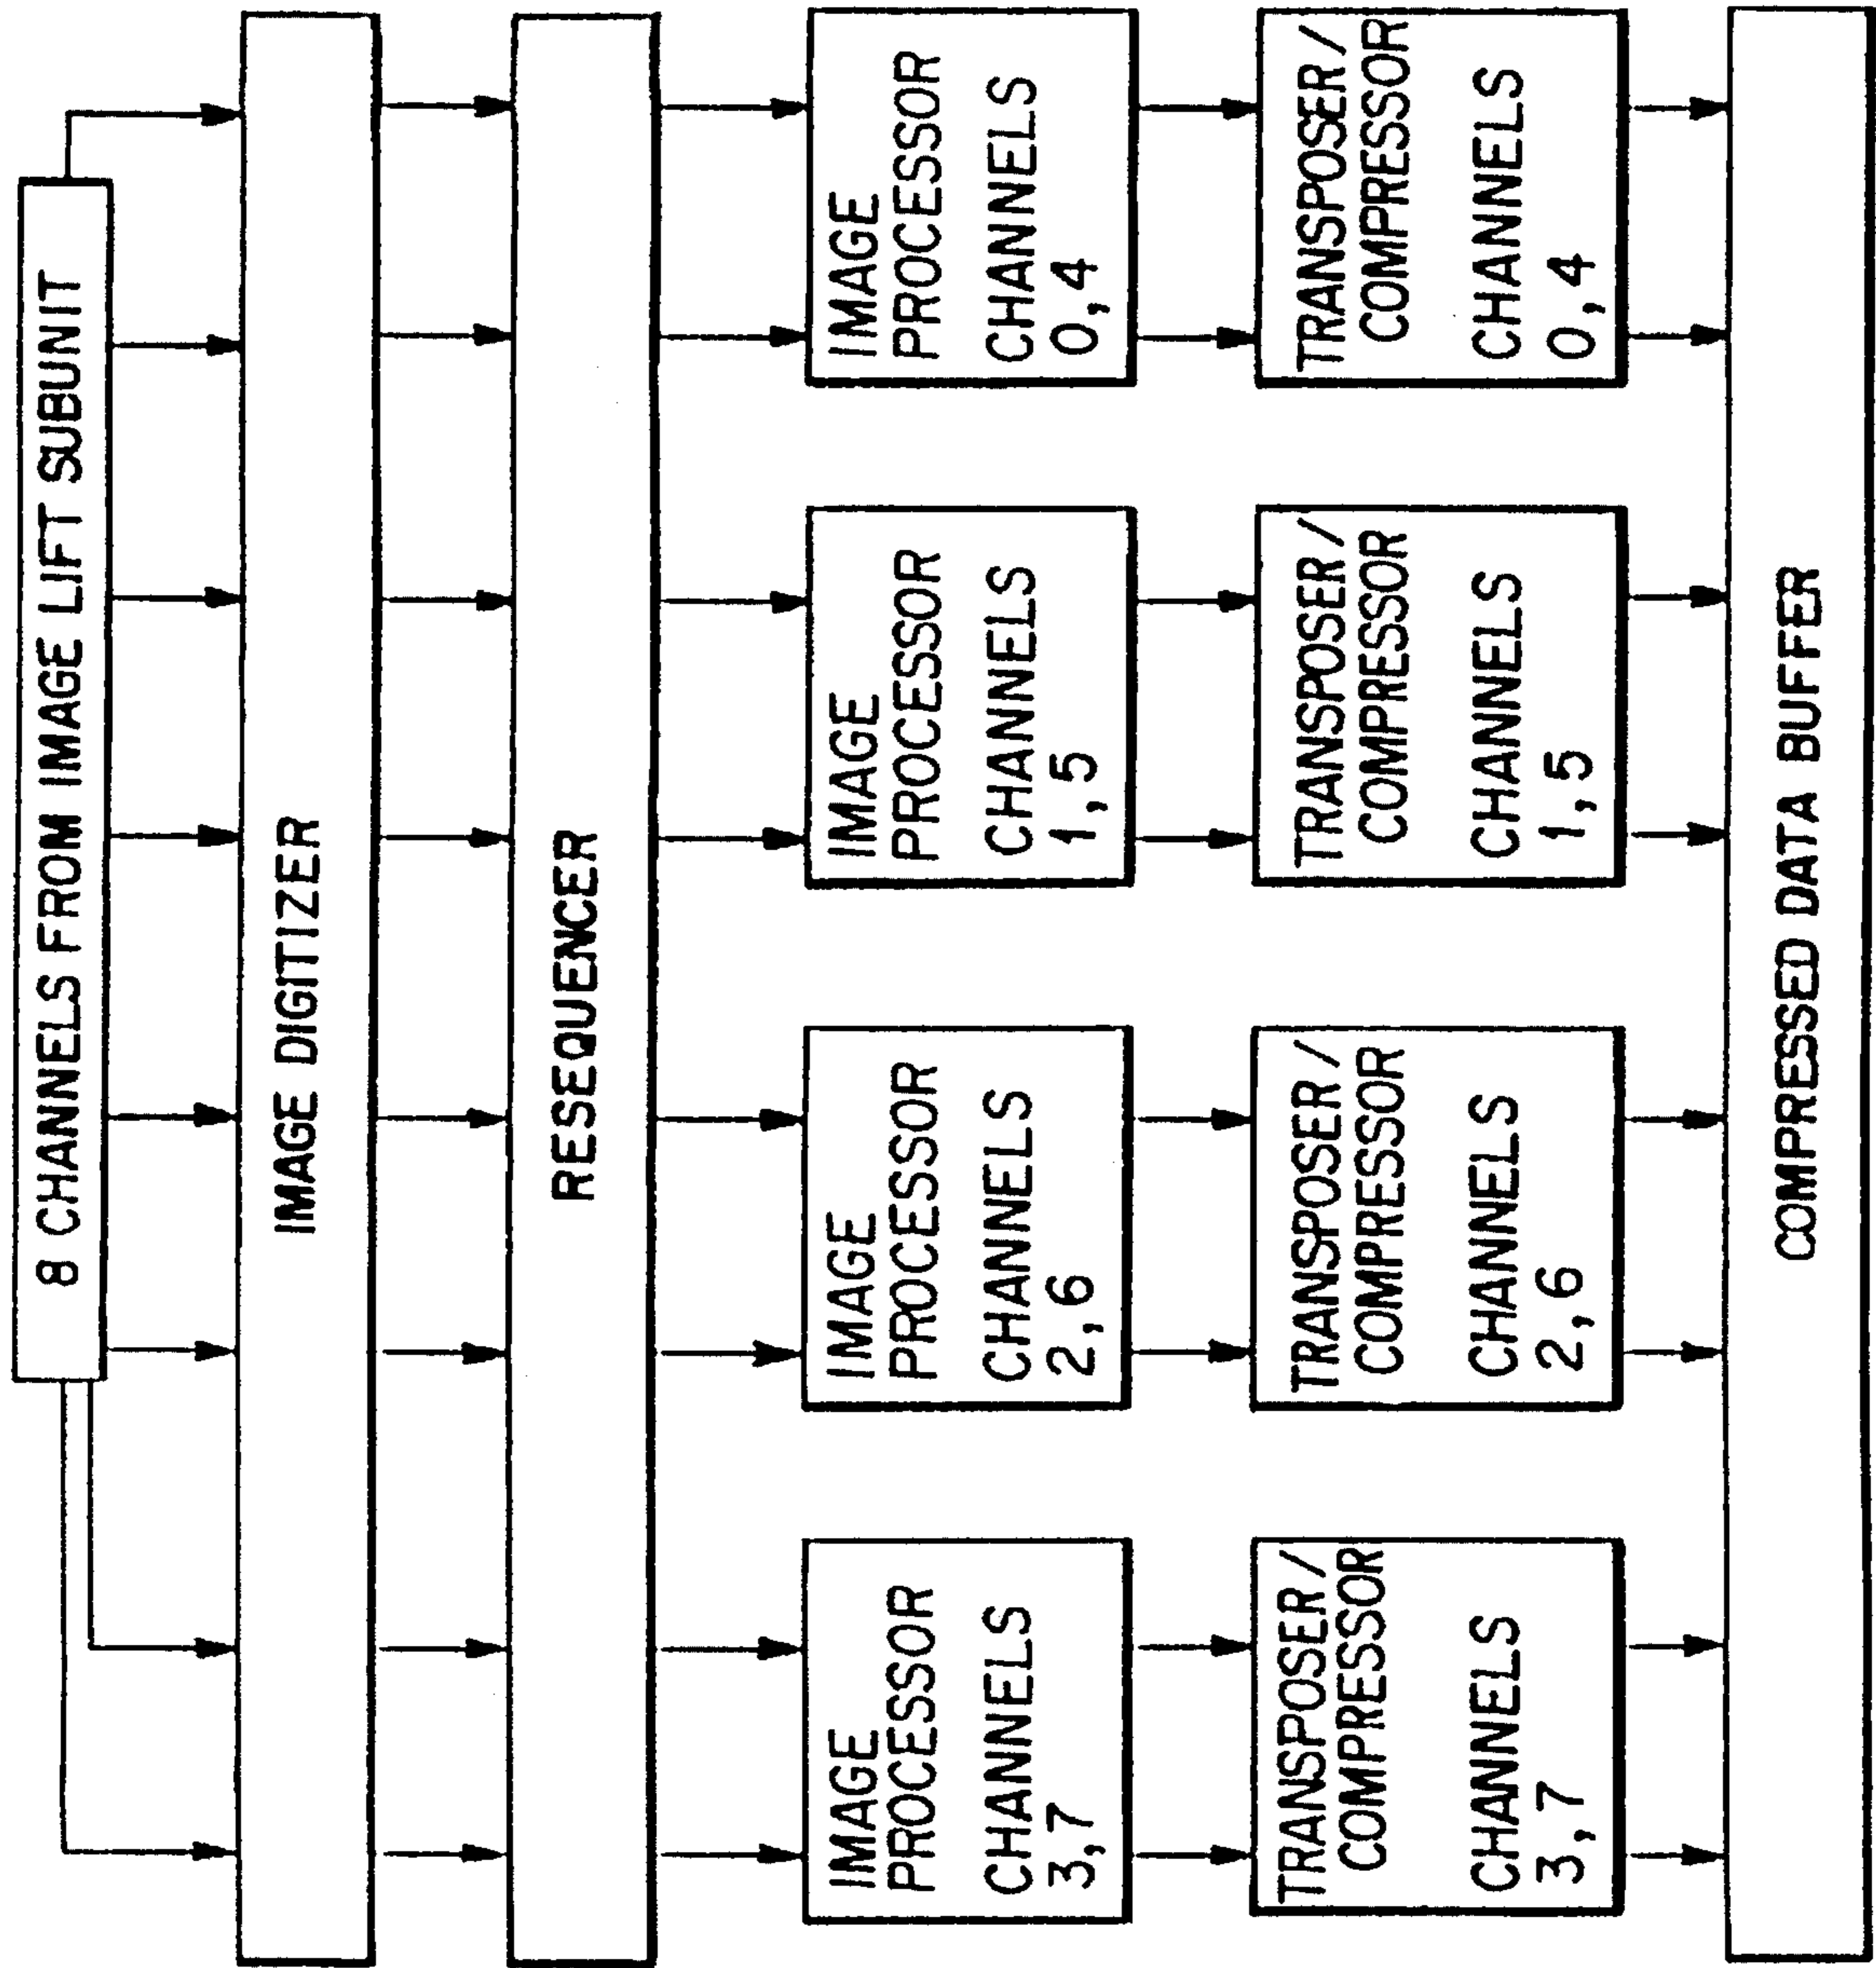 8 CHANNELS FROM IMAGE LIFT SUBUNIT
IMAGE DIGITIZER
RESEQUENCER
IMAGE
PROCESSOR
CHANNELS
3,7
IMAGE
PROCESSOR
CHANNELS
2,6
IMAGE
PROCESSOR
CHANNELS
1,5
IMAGE
PROCESSOR
CHANNELS
0,4
TRANSPOSER/
COMPRESSOR
CHANNELS
3,7
TRANSPOSER/
COMPRESSOR
CHANNELS
2,6
TRANSPOSER/
COMPRESSOR
CHANNELS
1,5
TRANSPOSER/
COMPRESSOR
CHANNELS
0,4
COMPRESSED DATA BUFFER